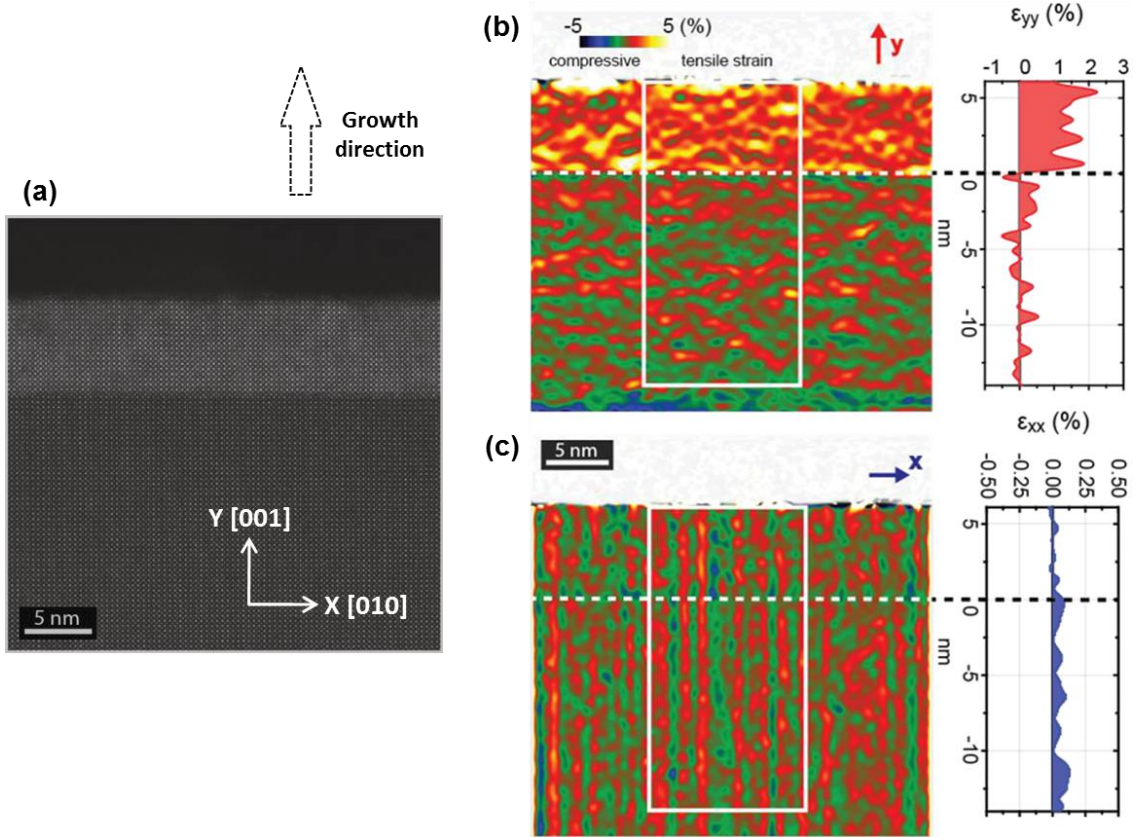 (a)
Growth
direction
Y [001]
X [010]
5 nm
(b)
-5 5 (%)
compressive tensile strain
y
εyy (%)
-1 0 1 2 3
5
0
nm
-5
-10
(c)
5 nm
x
εxx (%)
-0.50 -0.25 0.00 0.25 0.50
5
0
nm
-5
-10